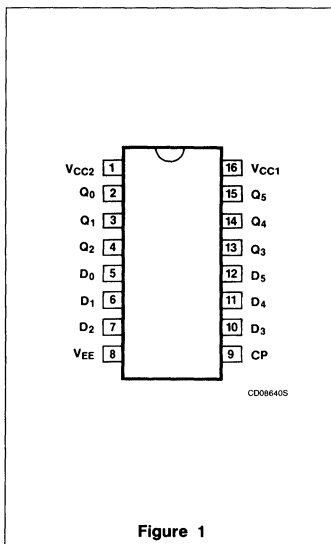 VCC2 1 16 VCC1
Q0 2 15 Q5
Q1 3 14 Q4
Q2 4 13 Q3
D0 5 12 D5
D1 6 11 D4
D2 7 10 D3
VEE 8 9 CP
CD08640S
Figure 1